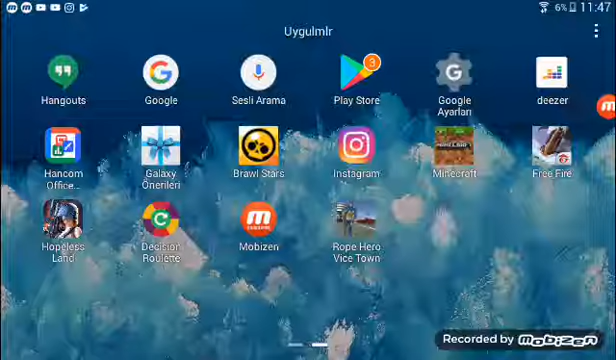 6% 11:47
Uygulmlr
3
Hangouts
Google
Sesli Arama
Play Store
Google
Ayarları
deezer
Hancom
Office...
Galaxy
Önerileri
Brawl Stars
Instagram
Minecraft
Free Fire
Hopeless
Land
Decision
Roulette
Mobizen
Rope Hero
Vice Town
Recorded by mobizen